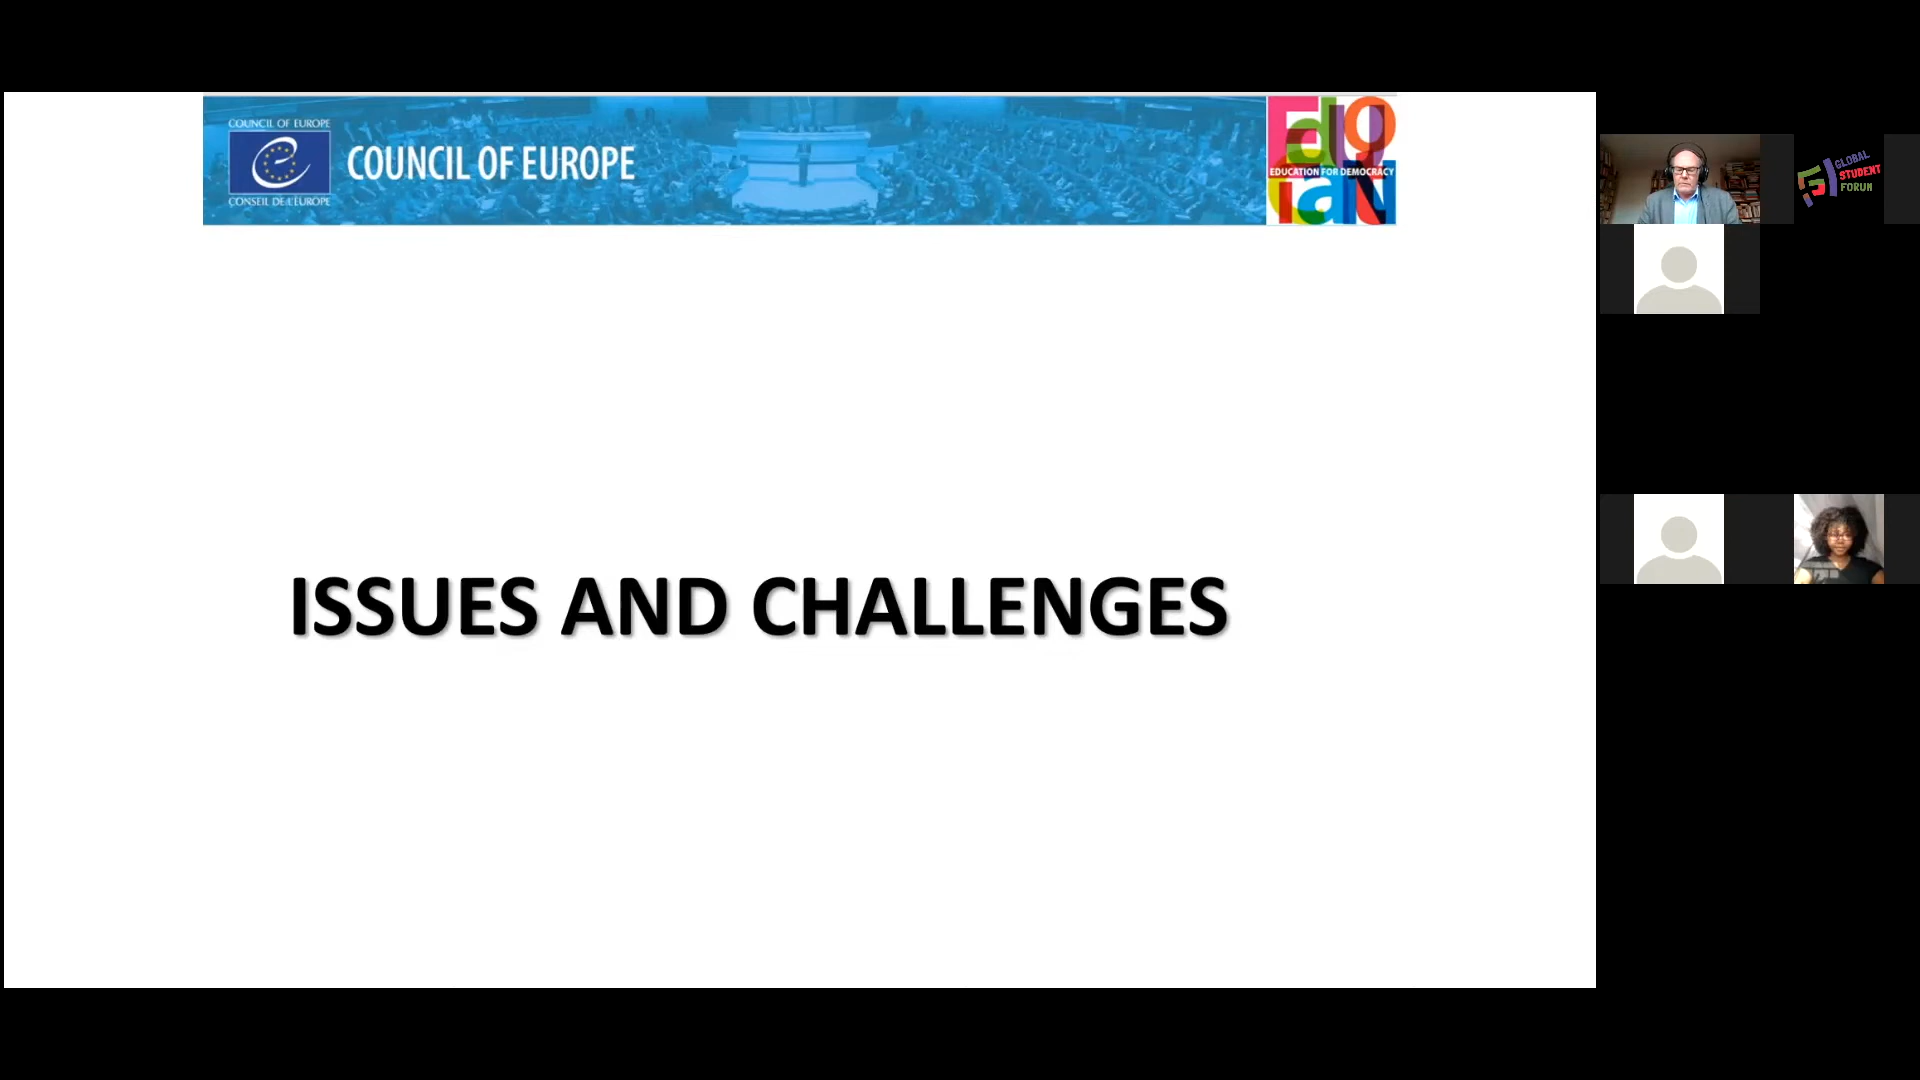 COUNCIL OF EUROPE
CONSEIL DE L'EUROPE
COUNCIL OF EUROPE
EDUCATION FOR DEMOCRACY
ISSUES AND CHALLENGES
GLOBAL
STUDENT
FORUM